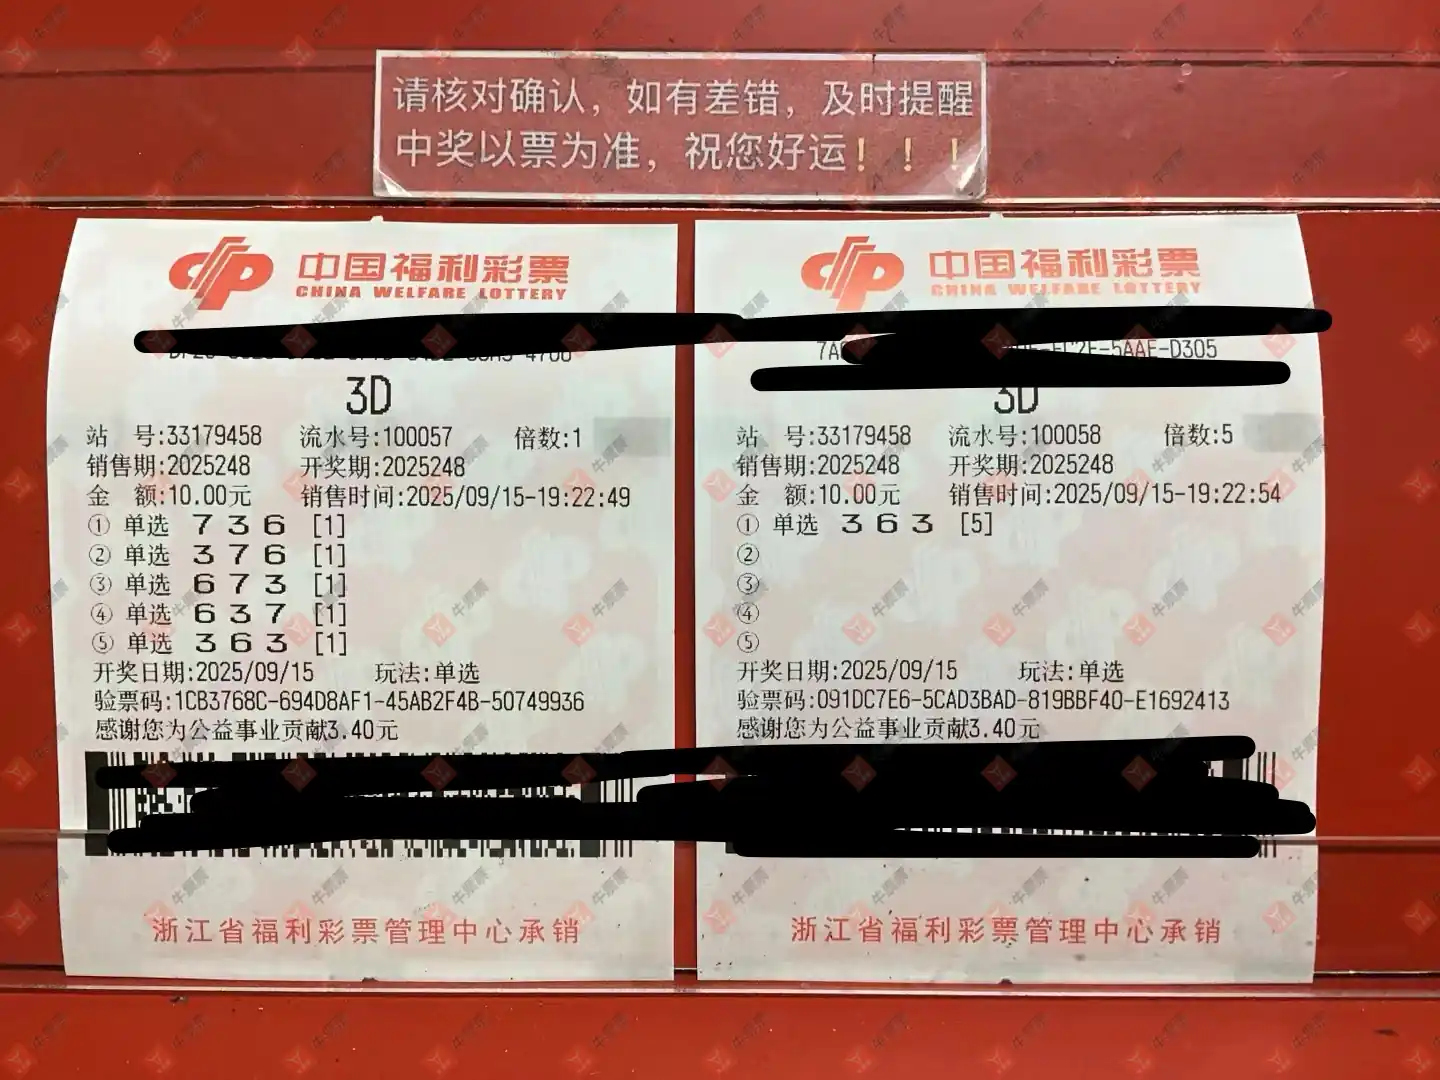 请核对确认，如有差错，及时提醒
中奖以票为准，祝您好运！！！
中国福利彩票
CHINA WELFARE LOTTERY
3D
站 号:33179458 流水号:100057 倍数:1
销售期:2025248 开奖期:2025248
金 额:10.00元 销售时间:2025/09/15-19:22:49
① 单选 7 3 6 [1]
② 单选 3 7 6 [1]
③ 单选 6 7 3 [1]
④ 单选 6 3 7 [1]
⑤ 单选 3 6 3 [1]
开奖日期:2025/09/15 玩法:单选
验票码:1CB3768C-694D8AF1-45AB2F4B-50749936
感谢您为公益事业贡献3.40元
浙江省福利彩票管理中心承销
中国福利彩票
CHINA WELFARE LOTTERY
-5AAE-D305
3D
站 号:33179458 流水号:100058 倍数:5
销售期:2025248 开奖期:2025248
金 额:10.00元 销售时间:2025/09/15-19:22:54
① 单选 3 6 3 [5]
②
③
④
⑤
开奖日期:2025/09/15 玩法:单选
验票码:091DC7E6-5CAD3BAD-819BBF40-E1692413
感谢您为公益事业贡献3.40元
浙江省福利彩票管理中心承销
牛票票